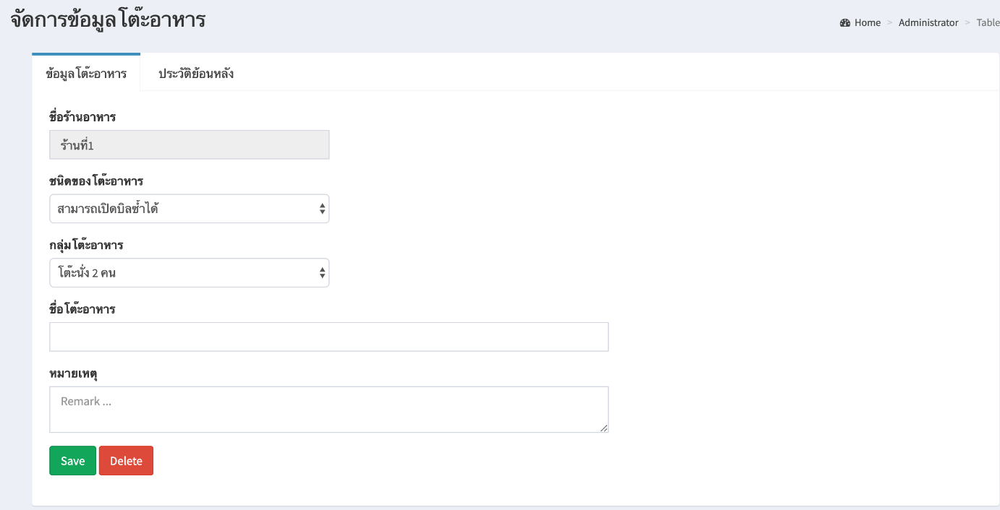 จัดการข้อมูลโต๊ะอาหาร
Home > Administrator > Table
ข้อมูลโต๊ะอาหาร ประวัติย้อนหลัง
ชื่อร้านอาหาร
ร้านที่1
ชนิดของโต๊ะอาหาร
สามารถเปิดบิลซ้ำได้
กลุ่มโต๊ะอาหาร
โต๊ะนั่ง 2 คน
ชื่อโต๊ะอาหาร
หมายเหตุ
Remark ...
Save Delete